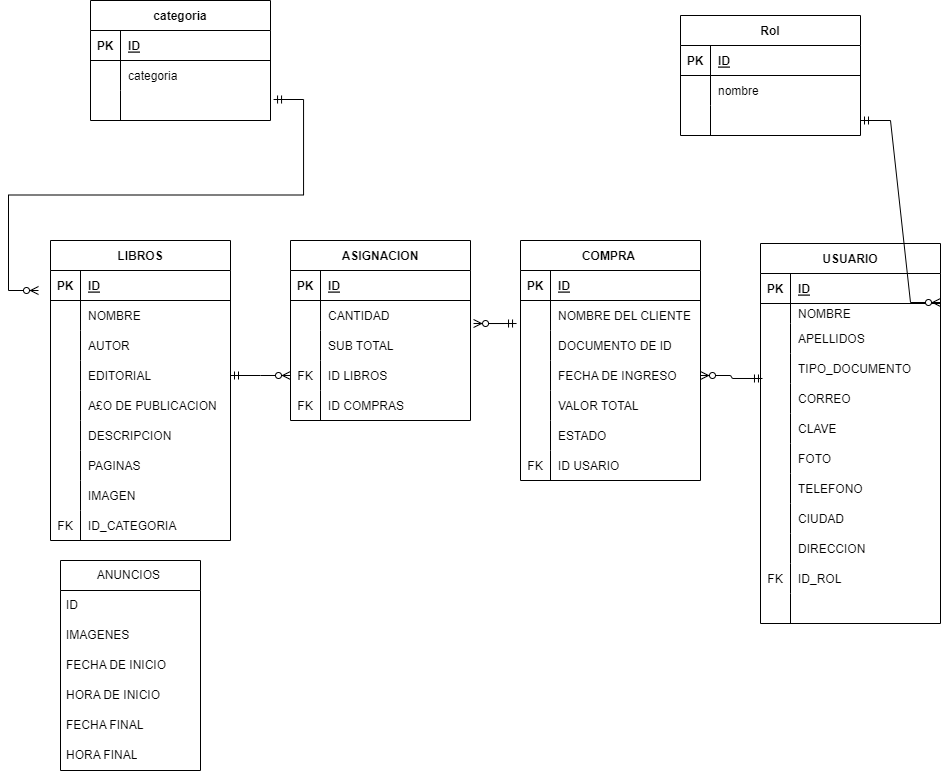 categoria
PK ID
categoria
Rol
PK ID
nombre
LIBROS
PK ID
NOMBRE
AUTOR
EDITORIAL
A£O DE PUBLICACION
DESCRIPCION
PAGINAS
IMAGEN
FK ID_CATEGORIA
ASIGNACION
PK ID
CANTIDAD
SUB TOTAL
FK ID LIBROS
FK ID COMPRAS
COMPRA
PK ID
NOMBRE DEL CLIENTE
DOCUMENTO DE ID
FECHA DE INGRESO
VALOR TOTAL
ESTADO
FK ID USARIO
USUARIO
PK ID
NOMBRE
APELLIDOS
TIPO_DOCUMENTO
CORREO
CLAVE
FOTO
TELEFONO
CIUDAD
DIRECCION
FK ID_ROL
ANUNCIOS
ID
IMAGENES
FECHA DE INICIO
HORA DE INICIO
FECHA FINAL
HORA FINAL